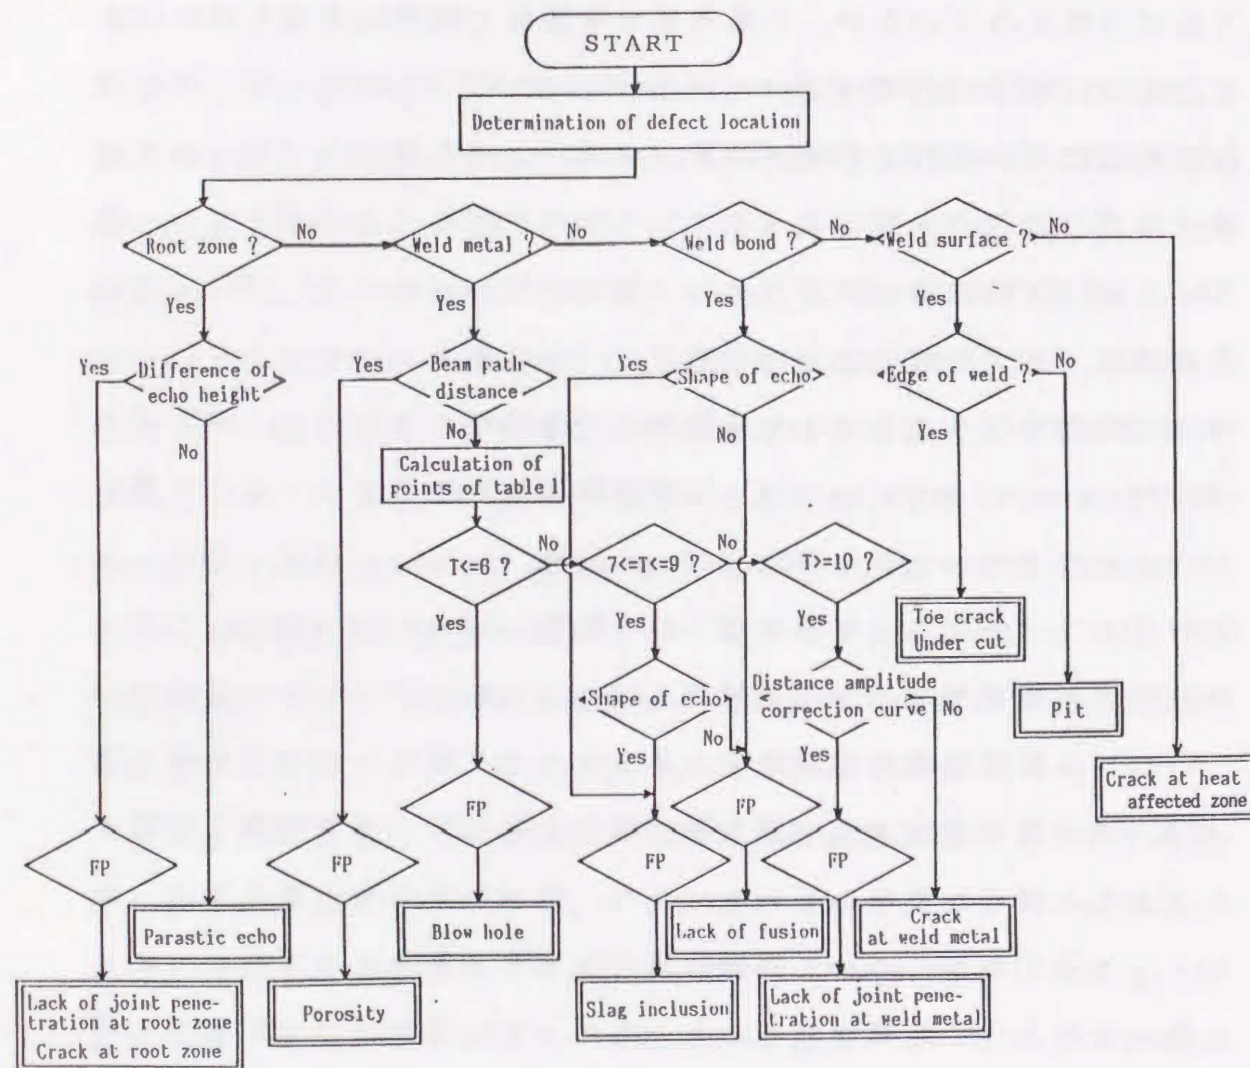 START
Determination of defect location
Root zone ?
No
Weld metal ?
No
Weld bond ?
No
Weld surface ?
No
Yes
Yes
Yes
Yes
Yes
Difference of
echo height
Yes
Beam path
distance
Yes
Shape of echo
Edge of weld ?
No
No
No
No
Yes
Calculation of
points of table1
T<=6 ?
No
7<=T<=9 ?
No
T>=10 ?
Yes
Yes
Yes
Toe crack
Under cut
Shape of echo
Distance amplitude
correction curve
No
Pit
Yes
No
Yes
Crack at heat
affected zone
FP
FP
FP
FP
FP
FP
Parastic echo
Blow hole
Lack of fusion
Crack
at weld metal
Lack of joint pene-
tration at root zone
Crack at root zone
Porosity
Slag inclusion
Lack of joint pene-
tration at weld metal